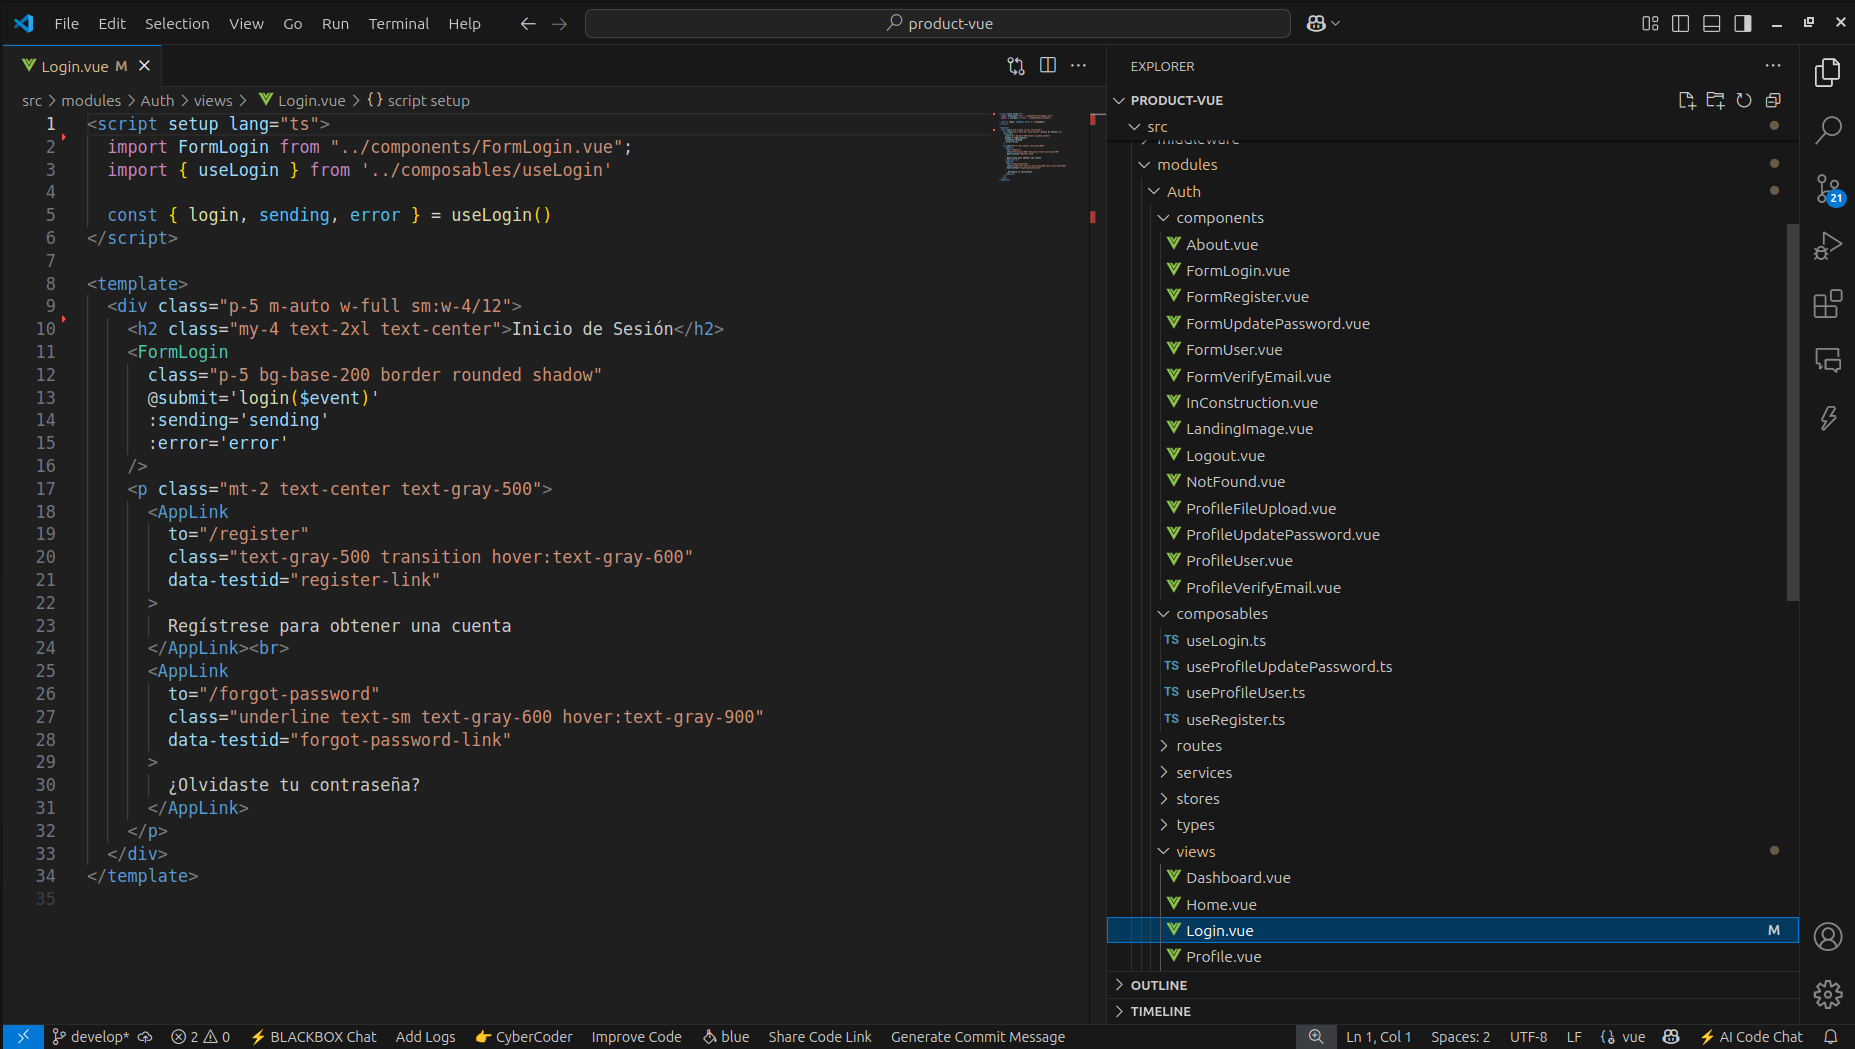 File Edit Selection View Go Run Terminal Help
product-vue
Login.vue M
src > modules > Auth > views > Login.vue > {} script setup
1 <script setup lang="ts">
2 import FormLogin from "../components/FormLogin.vue";
3 import { useLogin } from '../composables/useLogin'
4
5 const { login, sending, error } = useLogin()
6 </script>
7
8 <template>
9 <div class="p-5 m-auto w-full sm:w-4/12">
10 <h2 class="my-4 text-2xl text-center">Inicio de Sesión</h2>
11 <FormLogin
12 class="p-5 bg-base-200 border rounded shadow"
13 @submit='login($event)'
14 :sending='sending'
15 :error='error'
16 />
17 <p class="mt-2 text-center text-gray-500">
18 <AppLink
19 to="/register"
20 class="text-gray-500 transition hover:text-gray-600"
21 data-testid="register-link"
22 >
23 Regístrese para obtener una cuenta
24 </AppLink><br>
25 <AppLink
26 to="/forgot-password"
27 class="underline text-sm text-gray-600 hover:text-gray-900"
28 data-testid="forgot-password-link"
29 >
30 ¿Olvidaste tu contraseña?
31 </AppLink>
32 </p>
33 </div>
34 </template>
35
EXPLORER
PRODUCT-VUE
src
middleware
modules
Auth
components
About.vue
FormLogin.vue
FormRegister.vue
FormUpdatePassword.vue
FormUser.vue
FormVerifyEmail.vue
InConstruction.vue
LandingImage.vue
Logout.vue
NotFound.vue
ProfileFileUpload.vue
ProfileUpdatePassword.vue
ProfileUser.vue
ProfileVerifyEmail.vue
composables
TS useLogin.ts
TS useProfileUpdatePassword.ts
TS useProfileUser.ts
TS useRegister.ts
routes
services
stores
types
views
Dashboard.vue
Home.vue
Login.vue M
Profile.vue
OUTLINE
TIMELINE
21
develop* 2 0 BLACKBOX Chat Add Logs CyberCoder Improve Code blue Share Code Link Generate Commit Message
Ln 1, Col 1 Spaces: 2 UTF-8 LF {} vue AI Code Chat